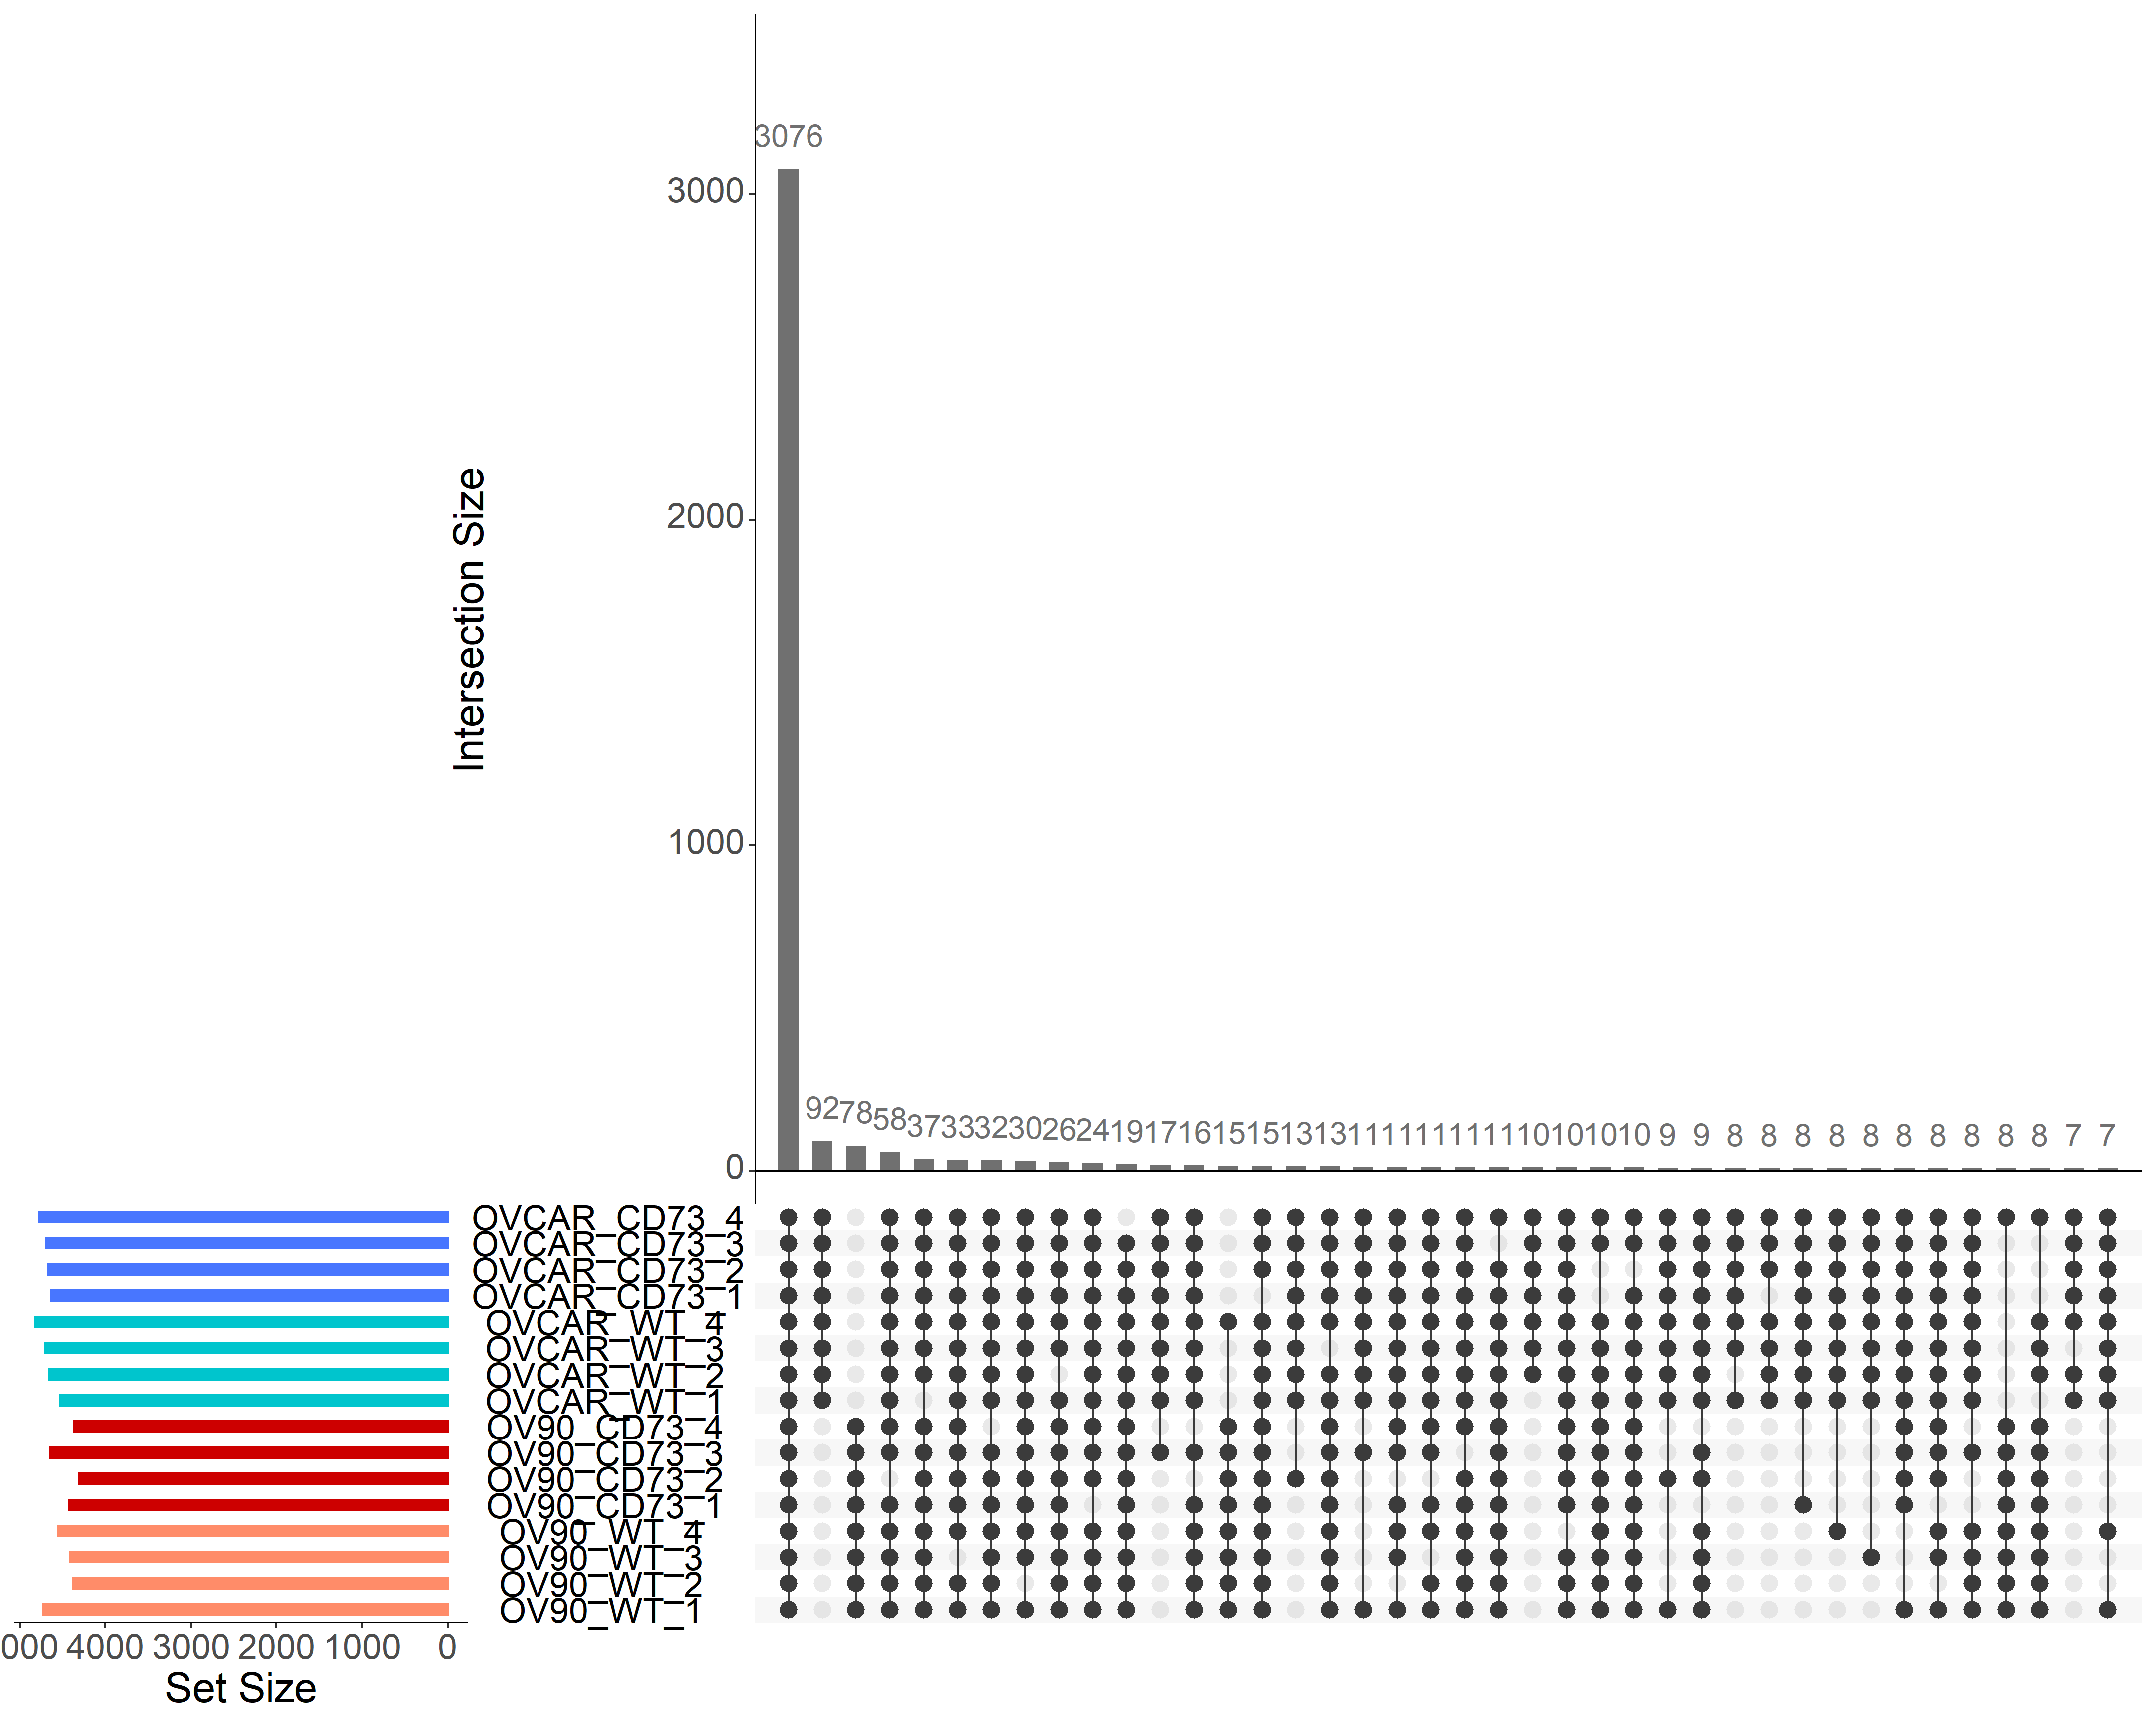 3076
3000
Intersection Size
2000
1000
92 78 58 37 33 32 30 26 24 19 17 16 15 15 13 13 11 11 11 11 11 10 10 10 10 9 9 8 8 8 8 8 8 8 8 8 8 7 7
0
OVCAR_CD73_4
OVCAR_CD73_3
OVCAR_CD73_2
OVCAR_CD73_1
OVCAR_WT_4
OVCAR_WT_3
OVCAR_WT_2
OVCAR_WT_1
OV90_CD73_4
OV90_CD73_3
OV90_CD73_2
OV90_CD73_1
OV90_WT_4
OV90_WT_3
OV90_WT_2
OV90_WT_1
000 4000 3000 2000 1000 0
Set Size